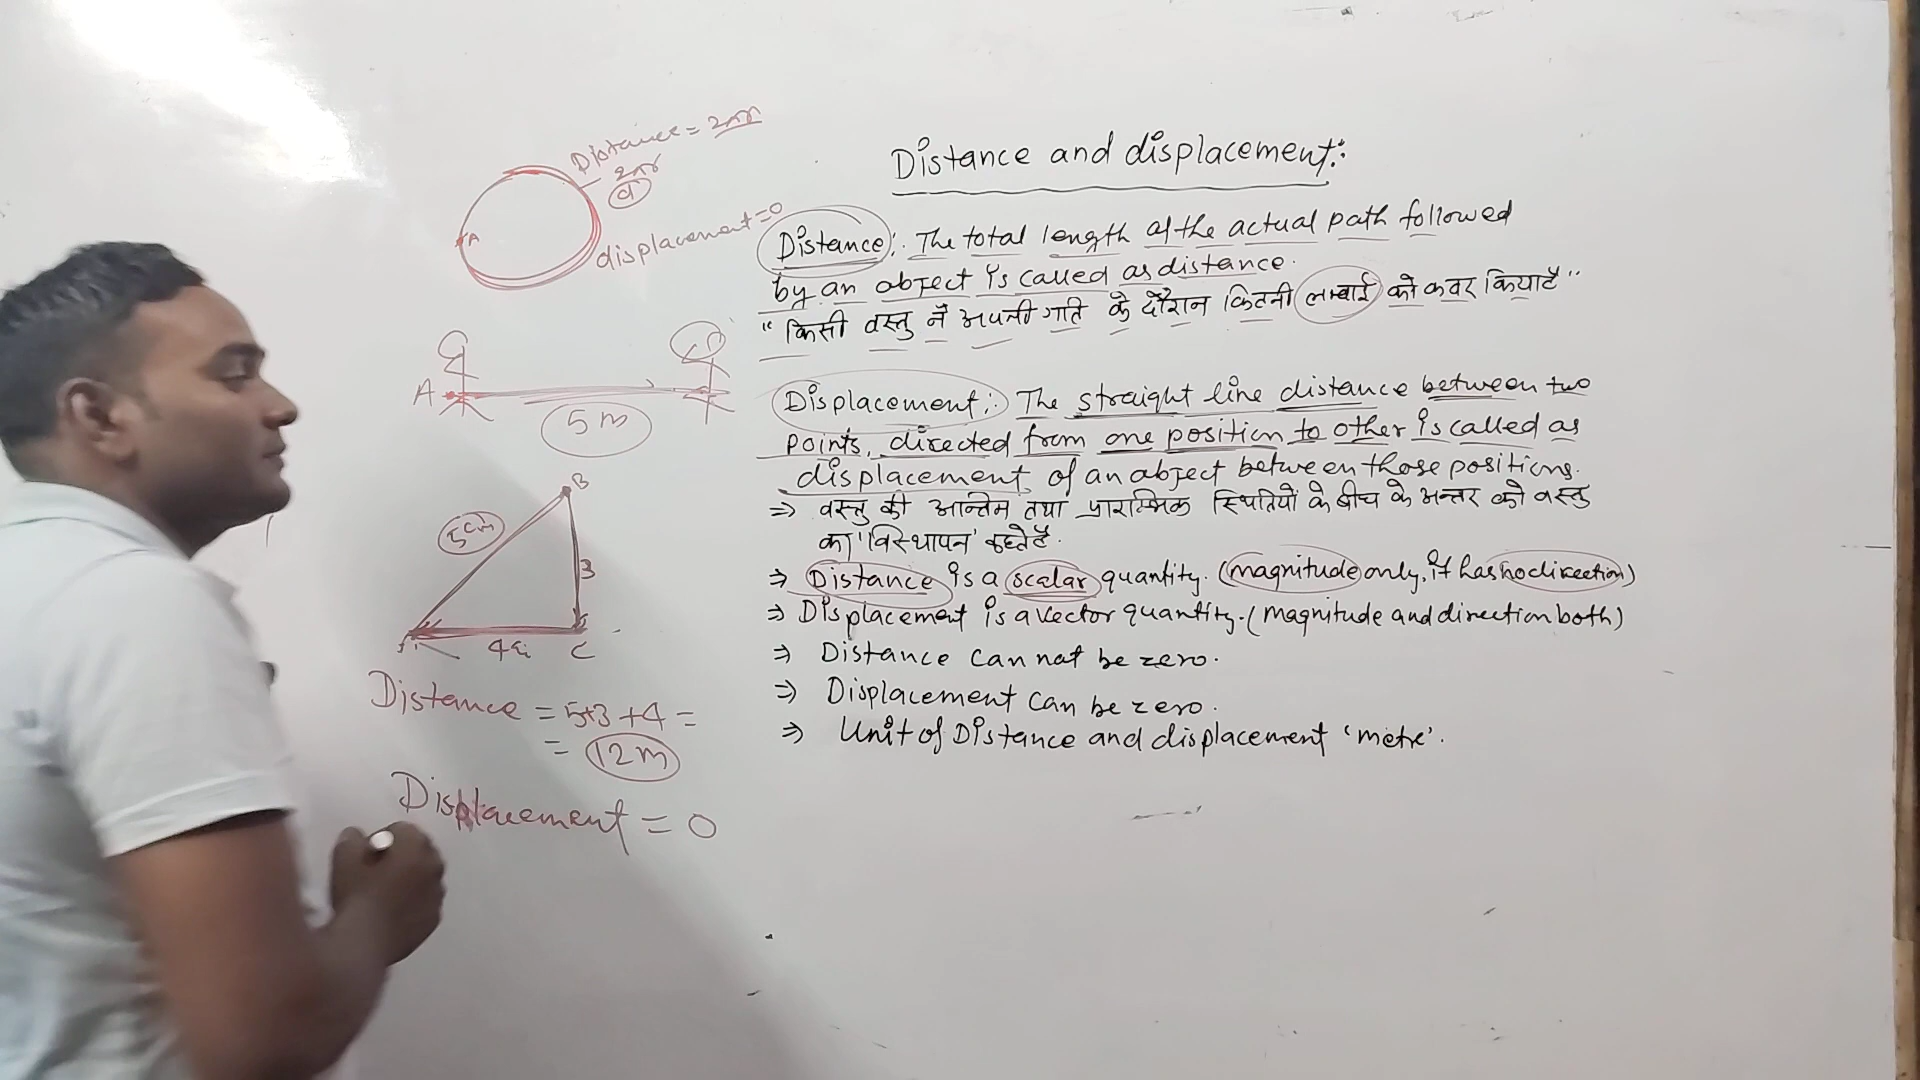 Distance and displacement:
Distance: The total length of the actual path followed
by an object is called as distance.
"किसी वस्तु नें अपनी गति के दौरान कितनी लम्बाई को कवर किया है"
Displacement: The straight line distance between two
points, directed from one position to other is called as
displacement of an object between those positions.
⇒ वस्तु की अन्तिम तथा प्रारम्भिक स्थितियों के बीच के अन्तर को वस्तु
का 'विस्थापन' कहते है.
⇒ Distance is a scalar quantity. (magnitude only, it has no direction)
⇒ Displacement is a vector quantity. (magnitude and direction both)
⇒ Distance can not be zero.
⇒ Displacement can be zero.
⇒ Unit of Distance and displacement 'metre'.
Distance = 2πr
2πr
d
A
displacement = 0
A
5 m
B
5 cm
3
4
C
Distance = 5+3+4 =
= 12m
Displacement = 0